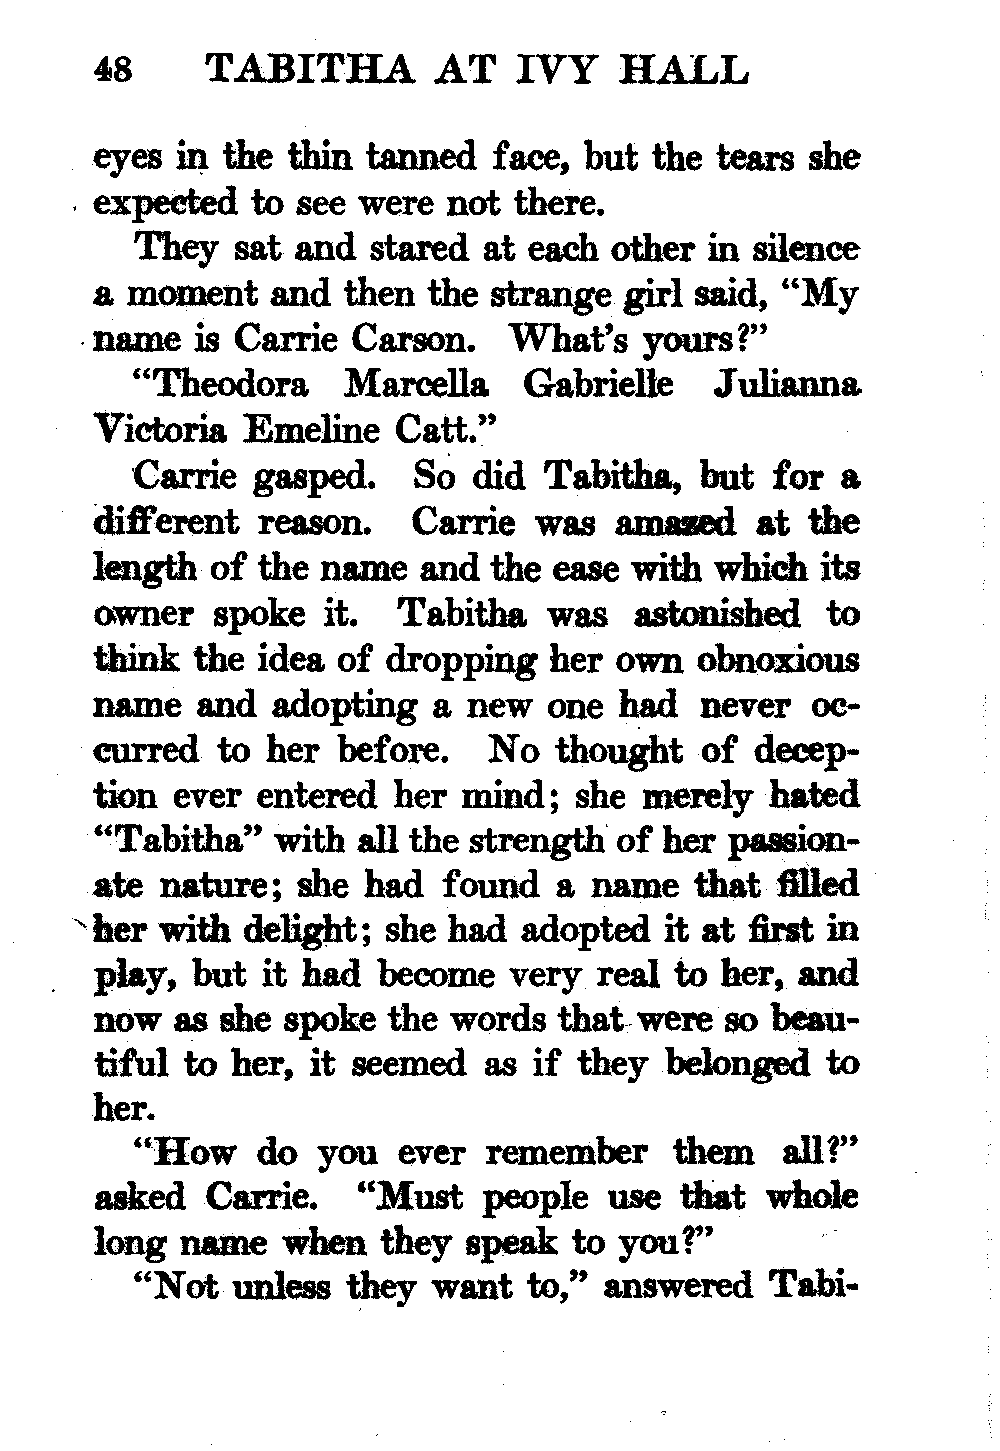 48 TABITHA AT IVY HALL
eyes in the thin tanned face, but the tears she
expected to see were not there.
They sat and stared at each other in silence
a moment and then the strange girl said, “My
name is Carrie Carson. What’s yours?”
“Theodora Marcella Gabrielle Julianna
Victoria Emeline Catt.”
Carrie gasped. So did Tabitha, but for a
different reason. Carrie was amazed at the
length of the name and the ease with which its
owner spoke it. Tabitha was astonished to
think the idea of dropping her own obnoxious
name and adopting a new one had never oc-
curred to her before. No thought of decep-
tion ever entered her mind; she merely hated
“Tabitha” with all the strength of her passion-
ate nature; she had found a name that filled
her with delight; she had adopted it at first in
play, but it had become very real to her, and
now as she spoke the words that were so beau-
tiful to her, it seemed as if they belonged to
her.
“How do you ever remember them all?”
asked Carrie. “Must people use that whole
long name when they speak to you?”
“Not unless they want to,” answered Tabi-